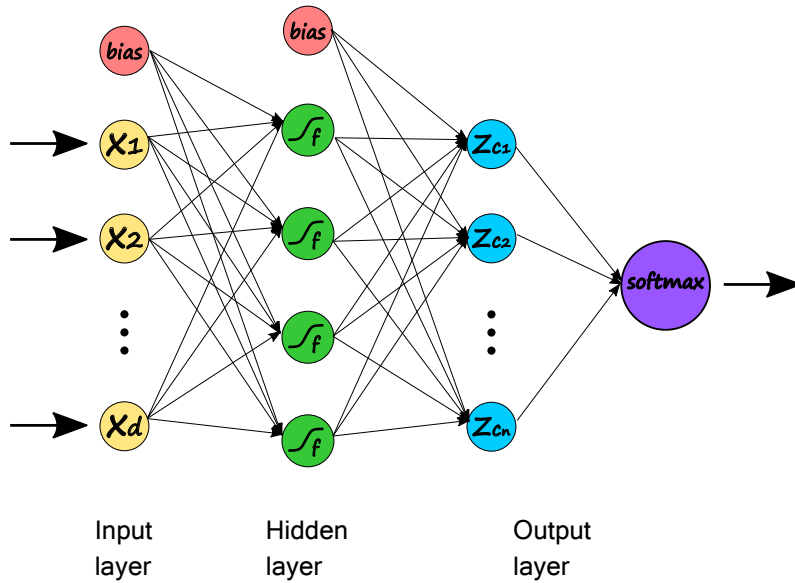 bias
bias
x1
f
Zc1
x2
f
Zc2
softmax
f
xd
f
Zcn
Input
layer
Hidden
layer
Output
layer